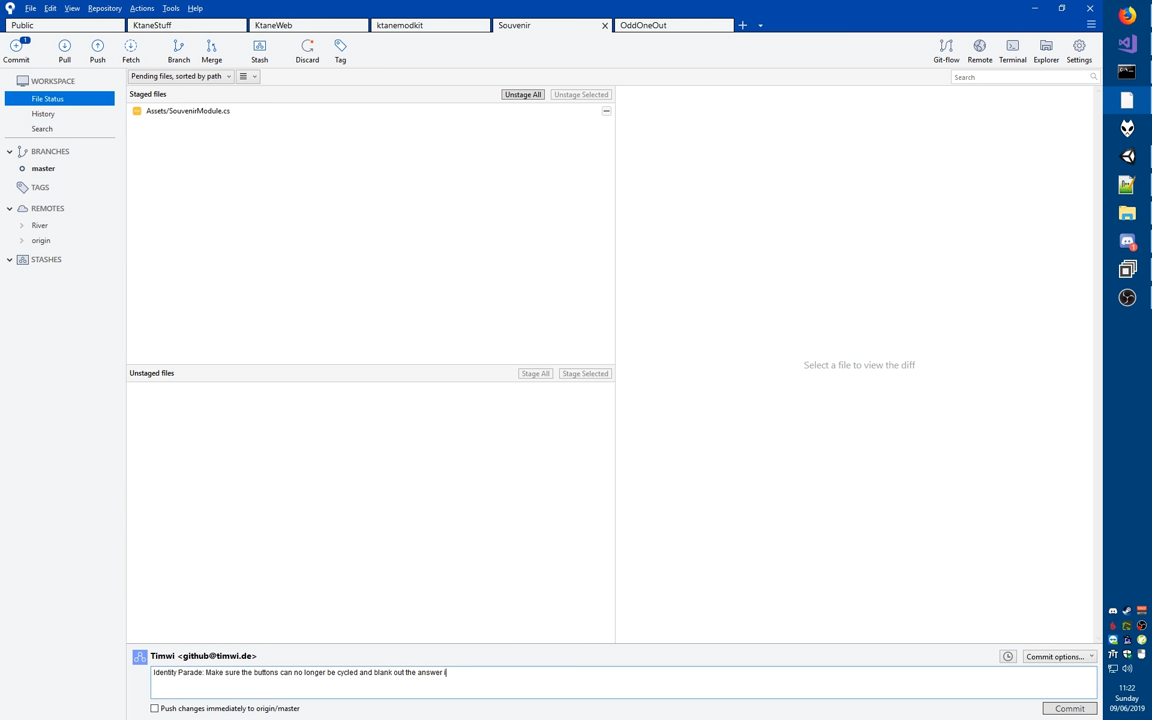 File Edit View Repository Actions Tools Help
Public KtaneStuff KtaneWeb ktanemodkit Souvenir OddOneOut
1
Commit Pull Push Fetch Branch Merge Stash Discard Tag Git-flow Remote Terminal Explorer Settings
WORKSPACE
File Status
History
Search
BRANCHES
master
TAGS
REMOTES
River
origin
STASHES
Pending files, sorted by path
Search
Staged files Unstage All Unstage Selected
Assets/SouvenirModule.cs
Unstaged files Stage All Stage Selected
Select a file to view the diff
Timwi <github@timwi.de> Commit options...
Identity Parade: Make sure the buttons can no longer be cycled and blank out the answer i
Push changes immediately to origin/master Commit
11:22
Sunday
09/06/2019